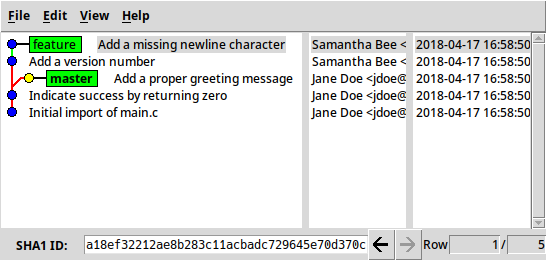 File Edit View Help
feature Add a missing newline character Samantha Bee < 2018-04-17 16:58:50
Add a version number Samantha Bee < 2018-04-17 16:58:50
master Add a proper greeting message Jane Doe <jdoe@ 2018-04-17 16:58:50
Indicate success by returning zero Jane Doe <jdoe@ 2018-04-17 16:58:50
Initial import of main.c Jane Doe <jdoe@ 2018-04-17 16:58:50
SHA1 ID: a18ef32212ae8b283c11acbadc729645e70d370c Row 1 / 5